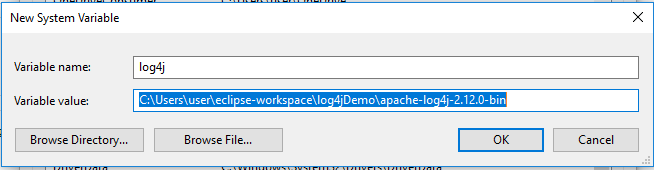 New System Variable
Variable name:
log4j
Variable value:
C:\Users\user\eclipse-workspace\log4jDemo\apache-log4j-2.12.0-bin
Browse Directory...
Browse File...
OK
Cancel